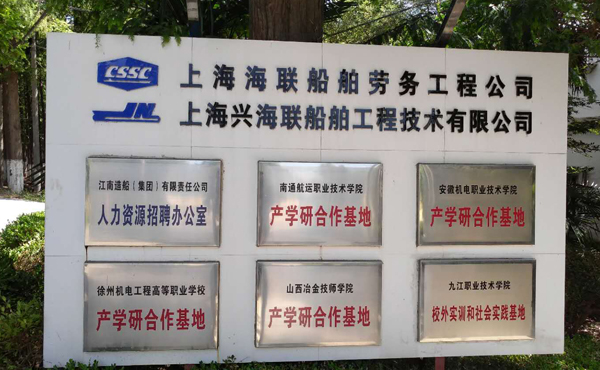 CSSC
上海海联船舶劳务工程公司
JN
上海兴海联船舶工程技术有限公司
江南造船（集团）有限责任公司
人力资源招聘办公室
南通航运职业技术学院
产学研合作基地
安徽机电职业技术学院
产学研合作基地
徐州机电工程高等职业学校
产学研合作基地
山西冶金技师学院
产学研合作基地
九江职业技术学院
校外实训和社会实践基地